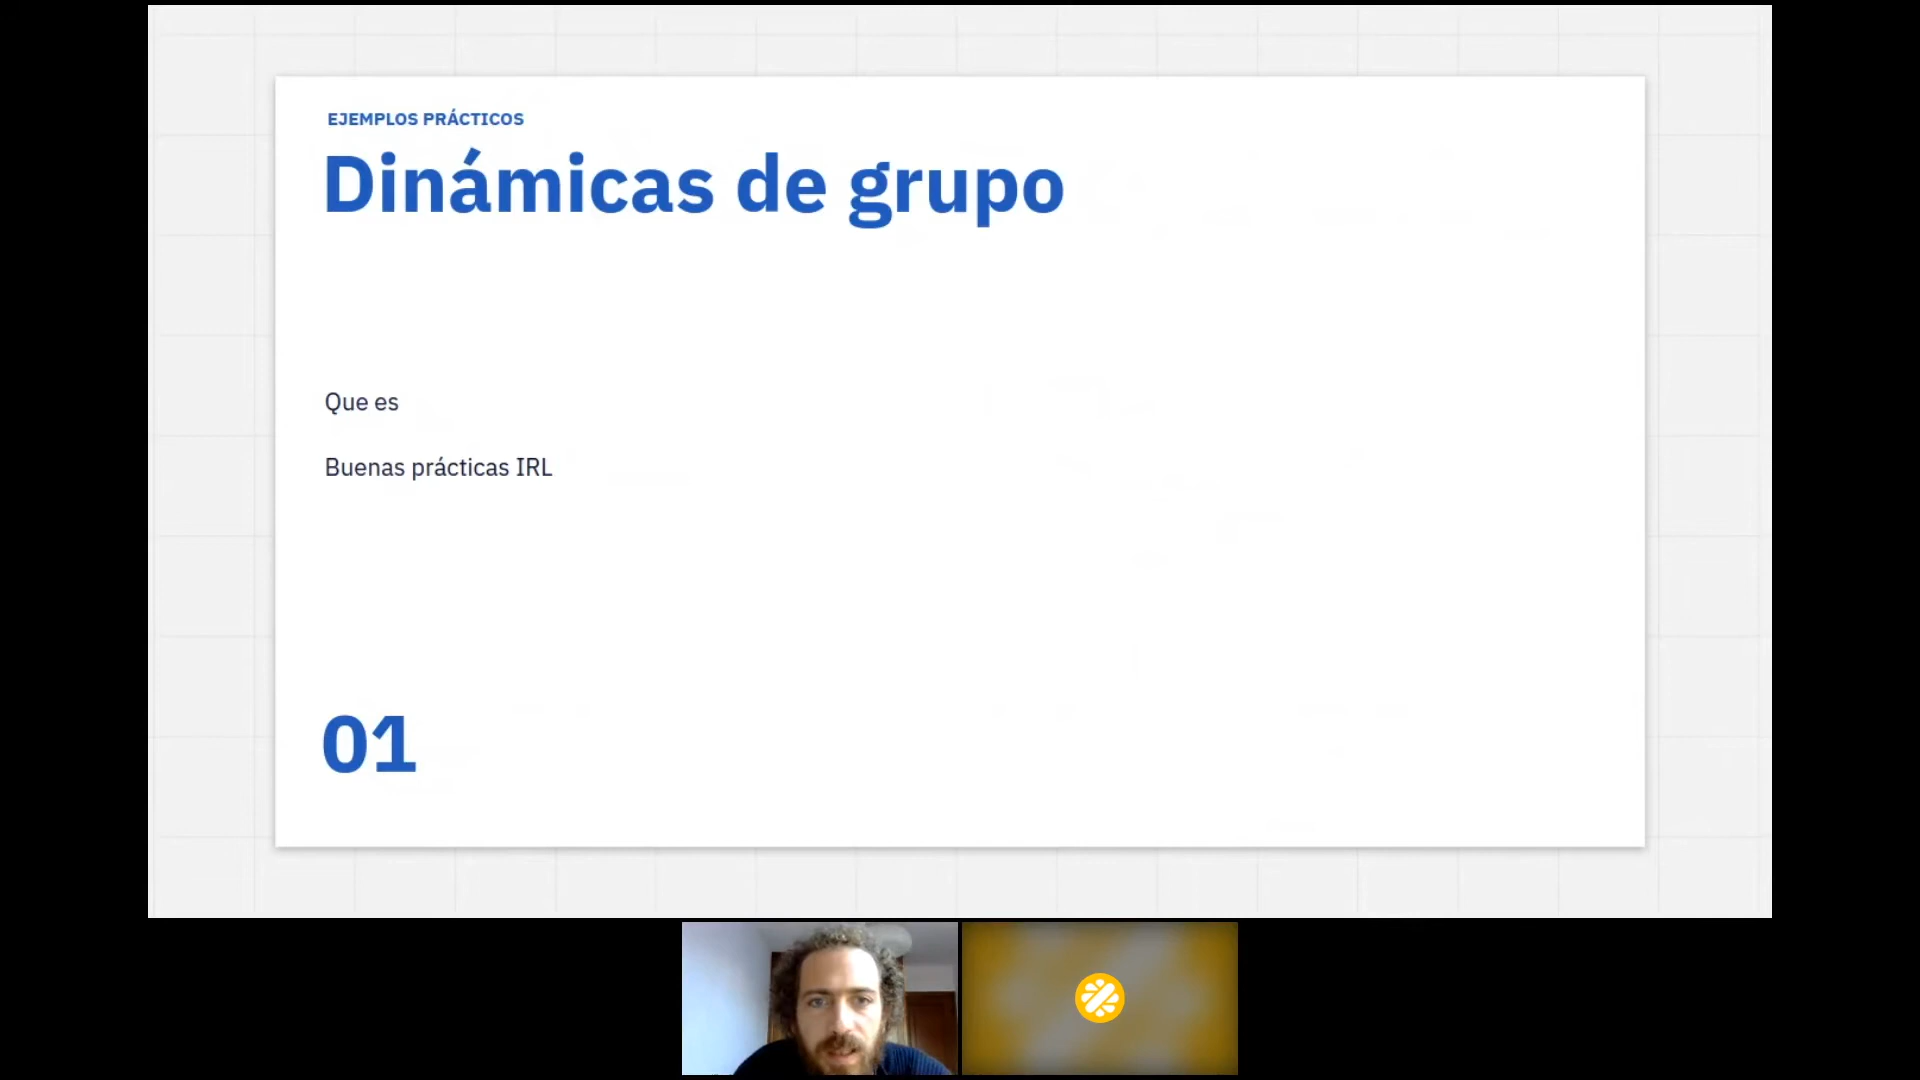 EJEMPLOS PRÁCTICOS
Dinámicas de grupo
Que es
Buenas prácticas IRL
01